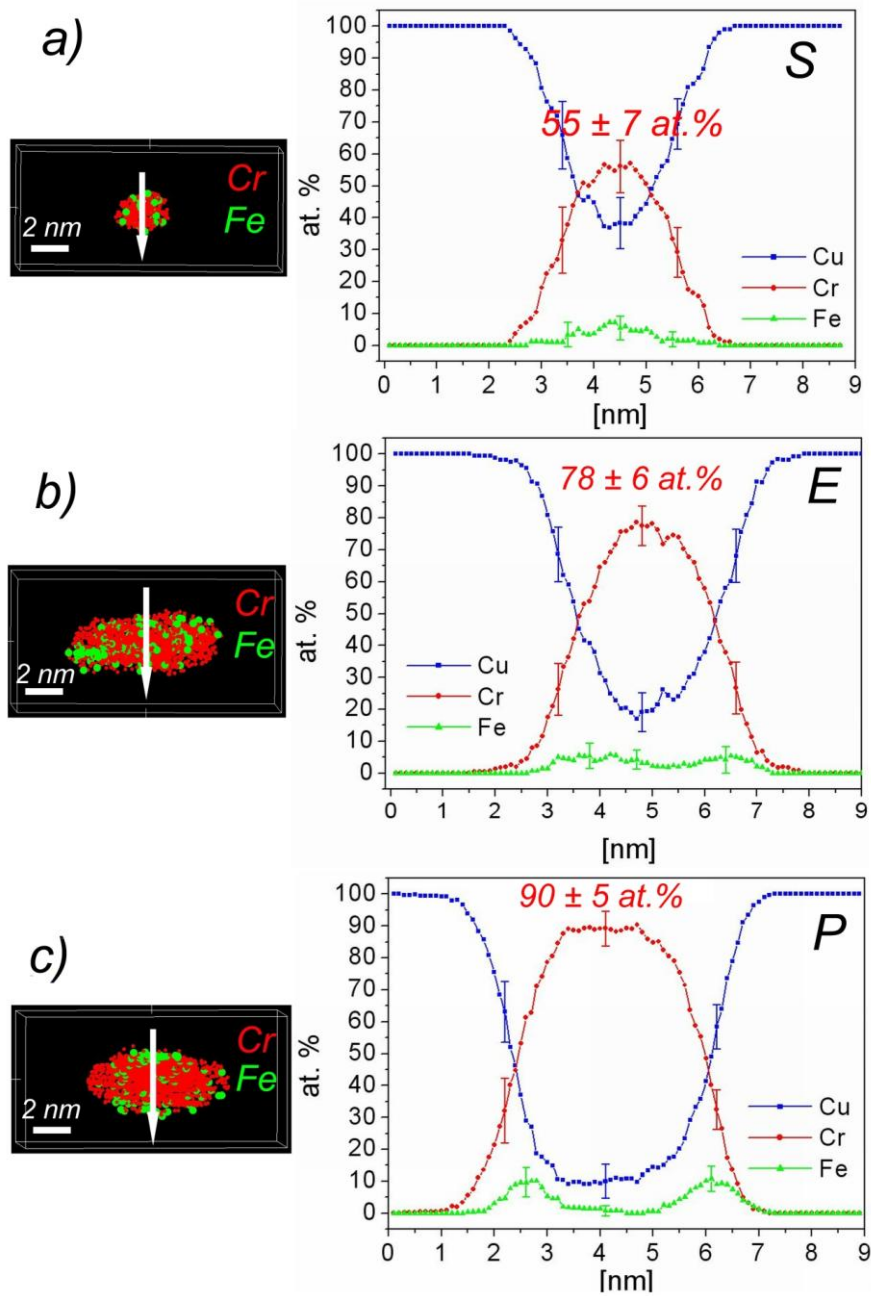 a)
Cr
Fe
2 nm
S
55 ± 7 at.%
at. %
100
90
80
70
60
50
40
30
20
10
0
Cu
Cr
Fe
0 1 2 3 4 5 6 7 8 9
[nm]
b)
Cr
Fe
2 nm
E
78 ± 6 at.%
at. %
100
90
80
70
60
50
40
30
20
10
0
Cu
Cr
Fe
0 1 2 3 4 5 6 7 8 9
[nm]
c)
Cr
Fe
2 nm
P
90 ± 5 at.%
at. %
100
90
80
70
60
50
40
30
20
10
0
Cu
Cr
Fe
0 1 2 3 4 5 6 7 8 9
[nm]